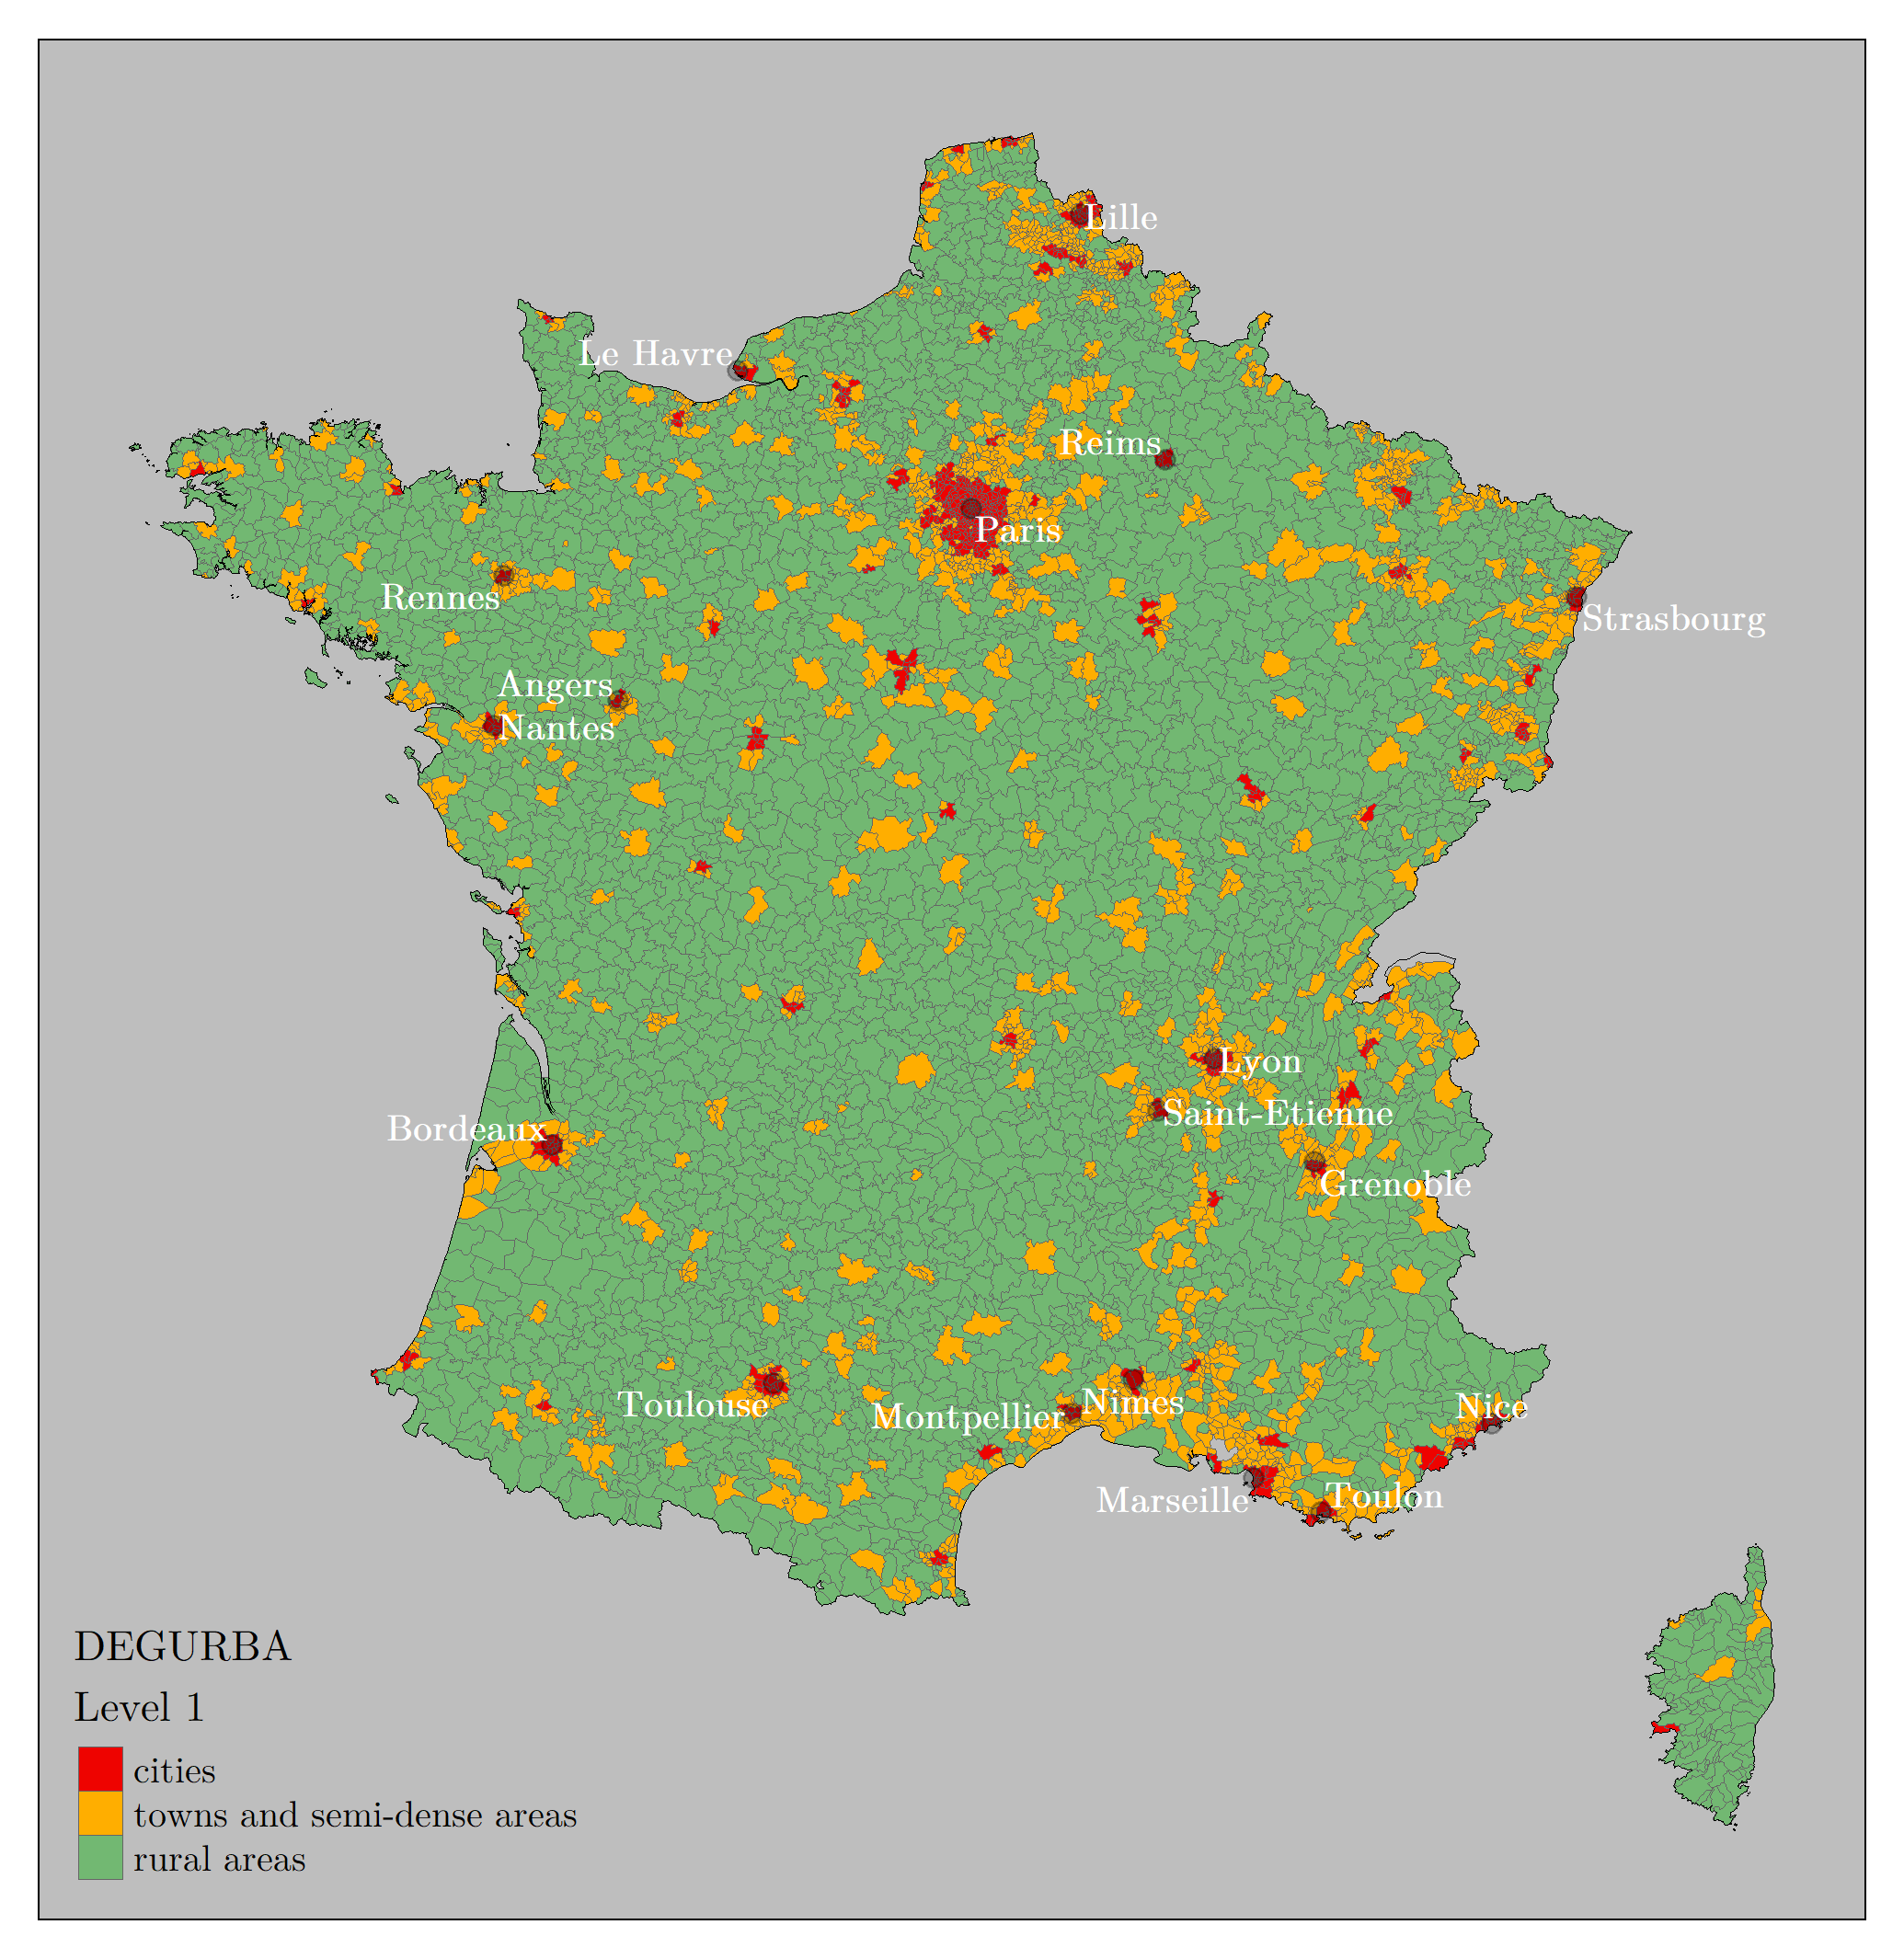 Lille
Le Havre
Reims
Paris
Rennes
Strasbourg
Angers
Nantes
Lyon
Saint-Etienne
Bordeaux
Grenoble
Toulouse
Montpellier
Nimes
Nice
Marseille
Toulon
DEGURBA
Level 1
cities
towns and semi-dense areas
rural areas